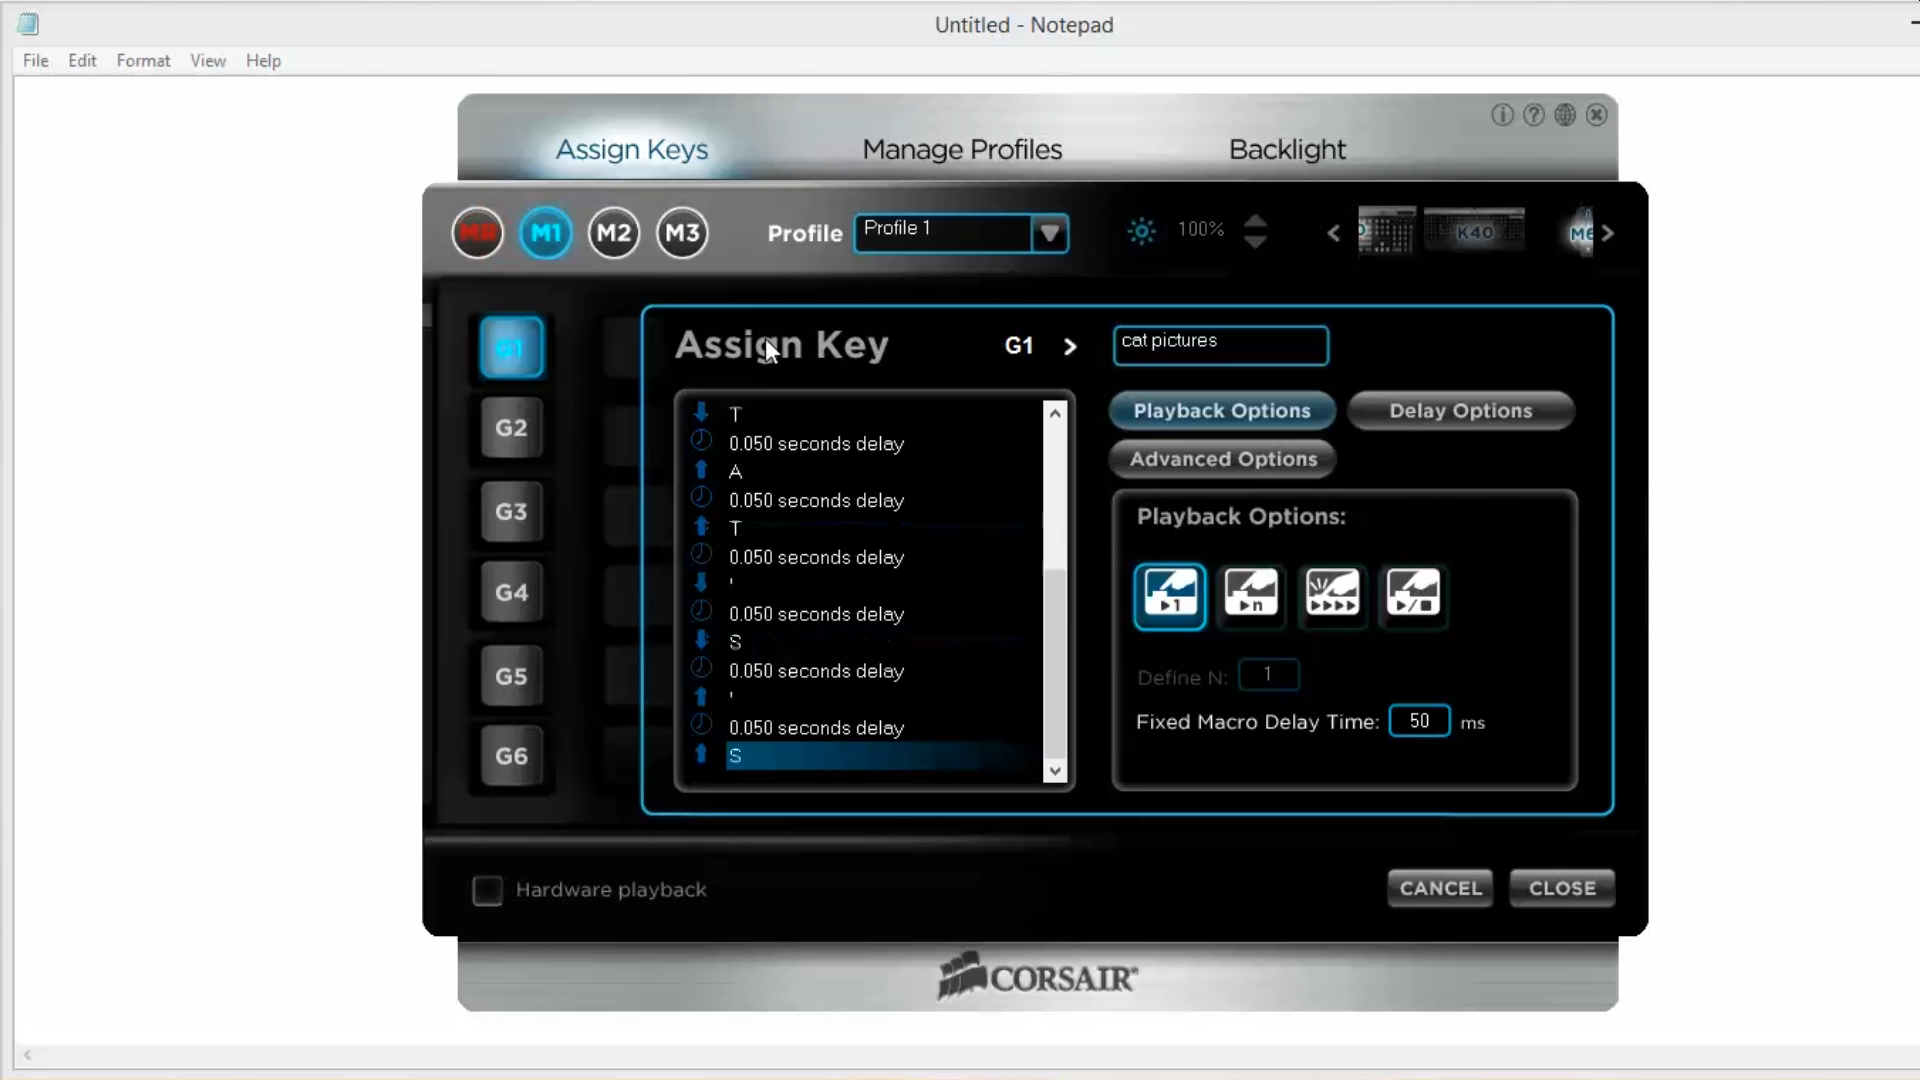 Untitled - Notepad
File Edit Format View Help
Assign Keys Manage Profiles Backlight
MR M1 M2 M3 Profile Profile 1 100% K40
Assign Key G1 > cat pictures
G1
G2
G3
G4
G5
G6
T
0.050 seconds delay
A
0.050 seconds delay
T
0.050 seconds delay
'
0.050 seconds delay
S
0.050 seconds delay
'
0.050 seconds delay
S
Playback Options Delay Options
Advanced Options
Playback Options:
Define N: 1
Fixed Macro Delay Time: 50 ms
Hardware playback CANCEL CLOSE
CORSAIR